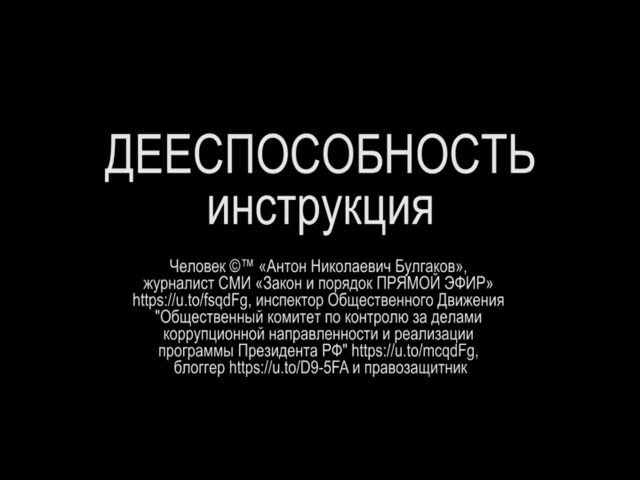 ДЕЕСПОСОБНОСТЬ
инструкция
Человек ©™ «Антон Николаевич Булгаков»,
журналист СМИ «Закон и порядок ПРЯМОЙ ЭФИР»
https://u.to/fsqdFg, инспектор Общественного Движения
"Общественный комитет по контролю за делами
коррупционной направленности и реализации
программы Президента РФ" https://u.to/mcqdFg,
блоггер https://u.to/D9-5FA и правозащитник